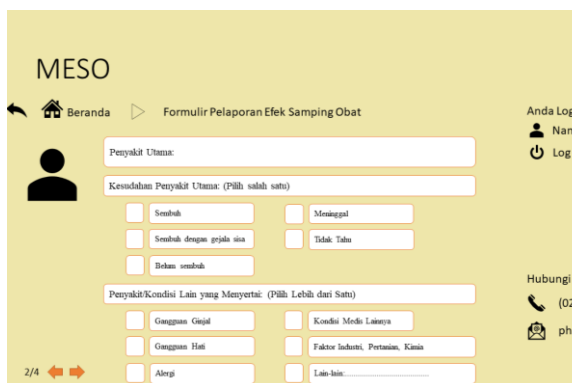 MESO
Beranda
Formulir Pelaporan Efek Samping Obat
Anda Log
Nam
Log
Penyakit Utama:
Kesudahan Penyakit Utama: (Pilih salah satu)
Sembuh
Meninggal
Sembuh dengan gejala sisa
Tidak Tahu
Belum sembuh
Hubungi
(02
ph
Penyakit/Kondisi Lain yang Menyertai: (Pilih Lebih dari Satu)
Gangguan Ginjal
Kondisi Medis Lainnya
Gangguan Hati
Faktor Industri, Pertanian, Kimia
Alergi
Lain-lain:.................................
2/4